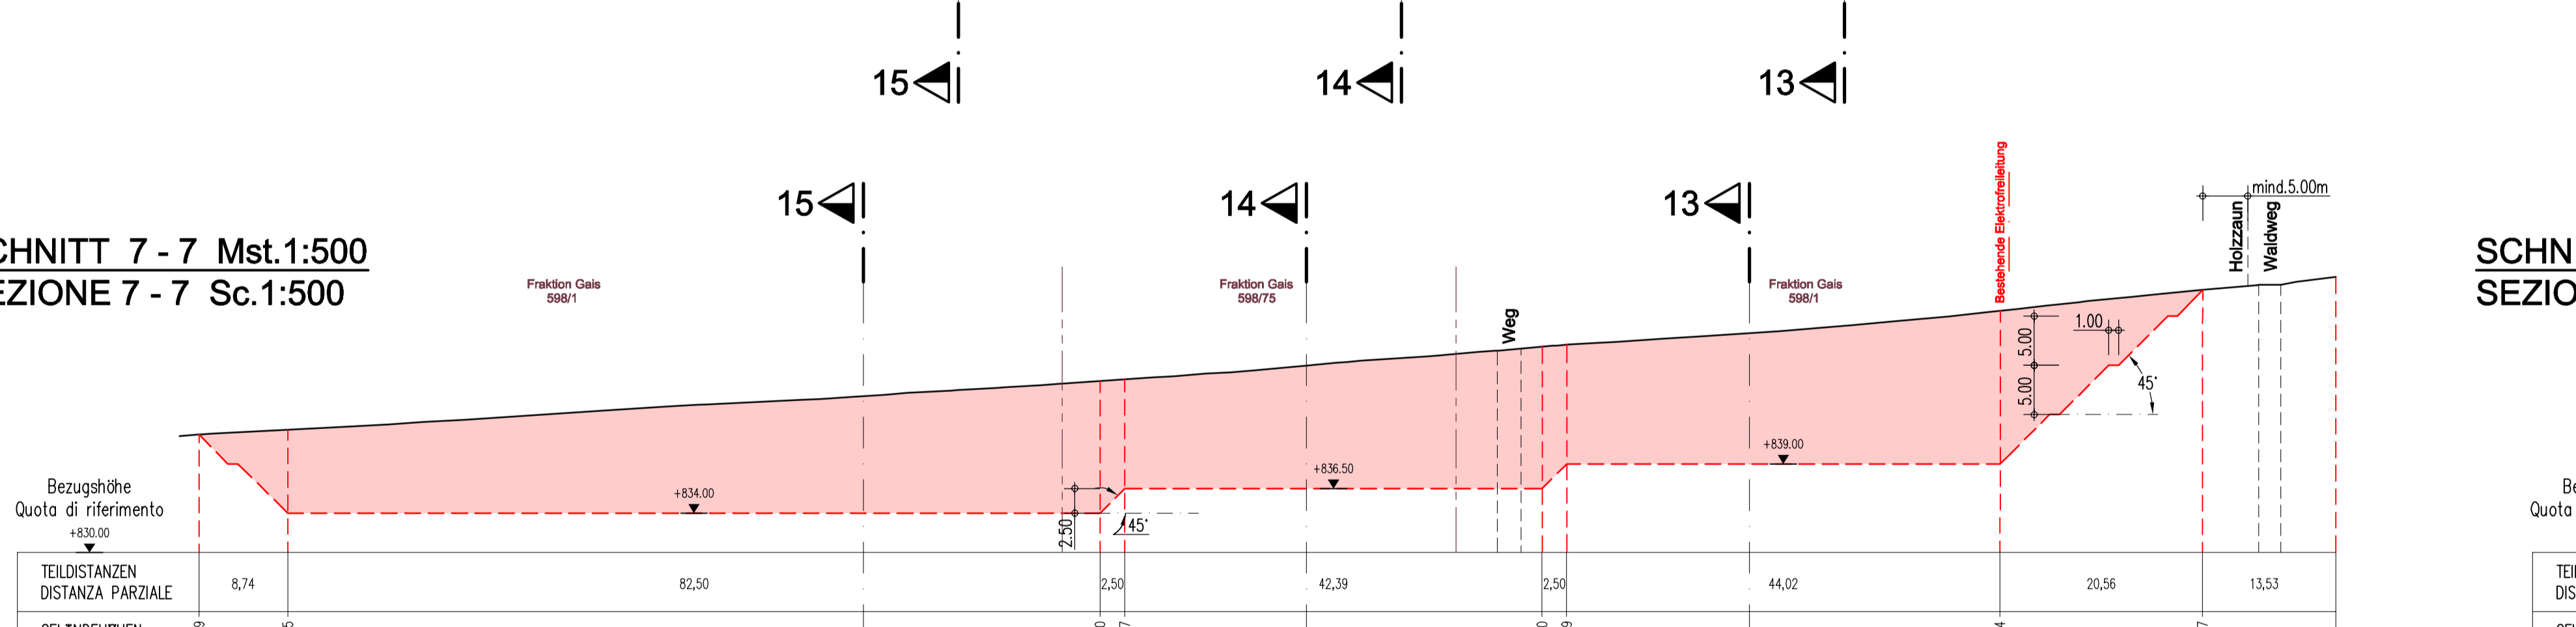 15
14
13
15
14
13
CHNITT 7 - 7 Mst.1:500
EZIONE 7 - 7 Sc.1:500
Fraktion Gais
598/1
Fraktion Gais
598/75
Weg
Fraktion Gais
598/1
Bestehende Elektrofreileitung
mind.5.00m
Holzzaun
Waldweg
SCHN
SEZIO
5.00
5.00
1.00
45°
+839.00
+836.50
+834.00
2.50
45°
Bezugshöhe
Quota di riferimento
+830.00
Be
Quota
TEILDISTANZEN
DISTANZA PARZIALE
8,74
82,50
2,50
42,39
2,50
44,02
20,56
13,53
TEI
DIS